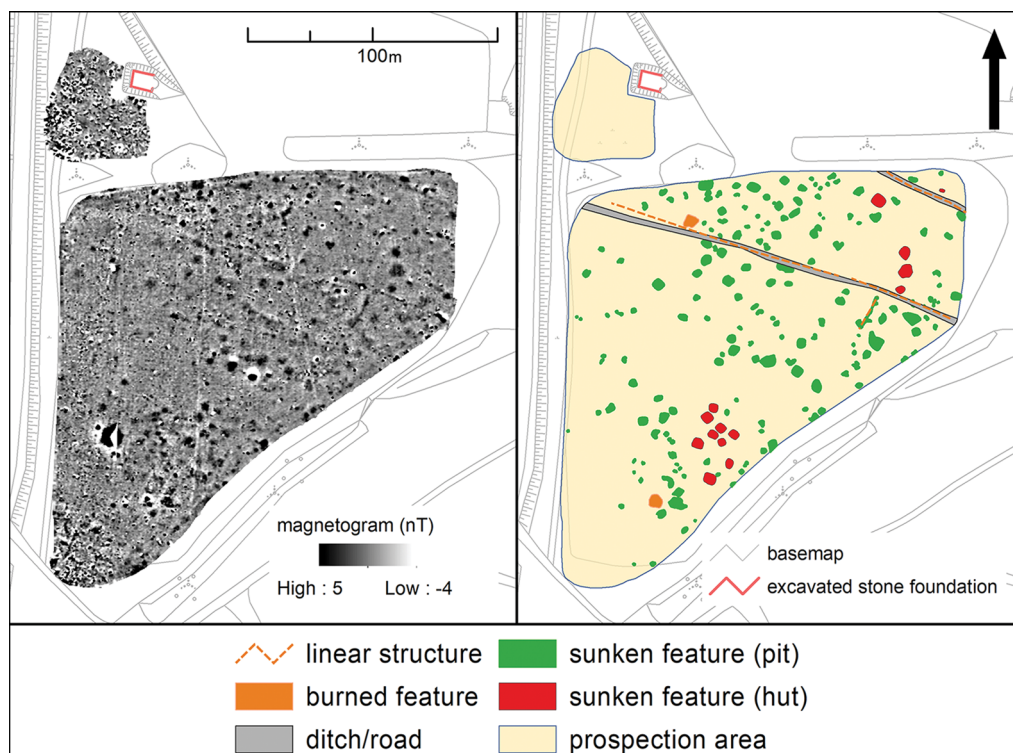 100m
magnetogram (nT)
High : 5 Low : -4
basemap
excavated stone foundation
linear structure
sunken feature (pit)
burned feature
sunken feature (hut)
ditch/road
prospection area